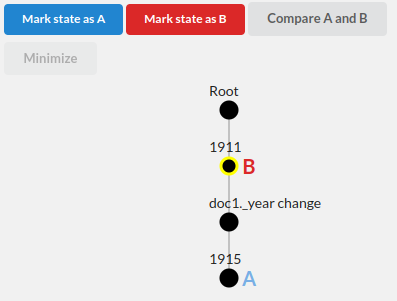 Mark state as A Mark state as B Compare A and B
Minimize
Root
1911
B
doc1._year change
1915
A